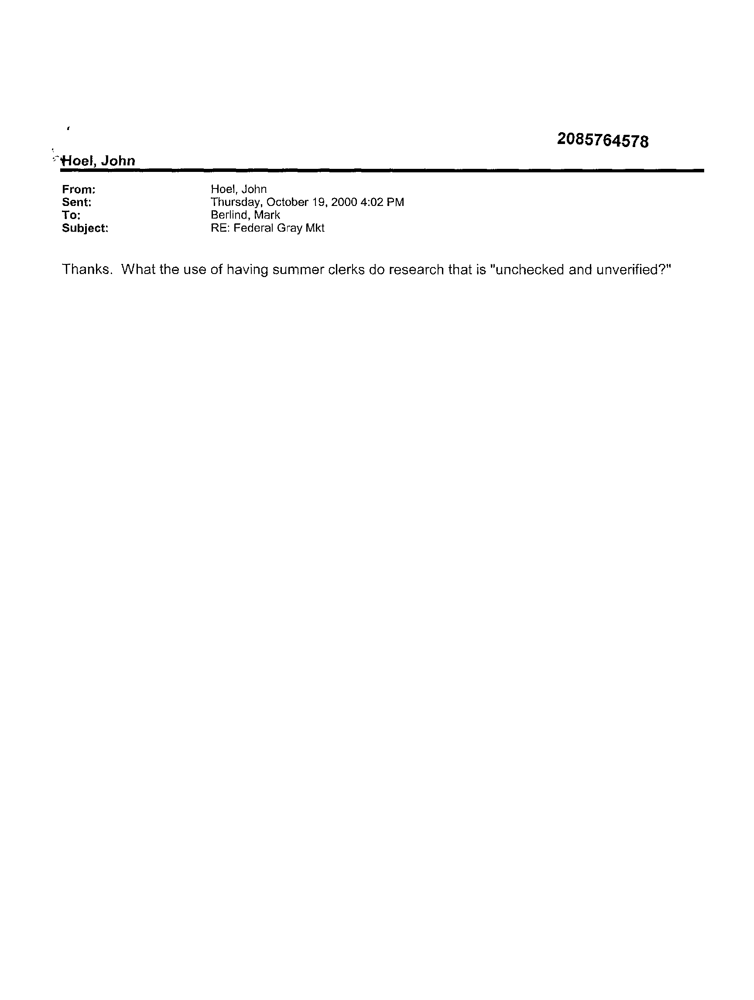 2085764578
Hoel, John
From: Hoel, John
Sent: Thursday, October 19, 2000 4:02 PM
To: Berlind, Mark
Subject: RE: Federal Gray Mkt
Thanks. What the use of having summer clerks do research that is "unchecked and unverified?"